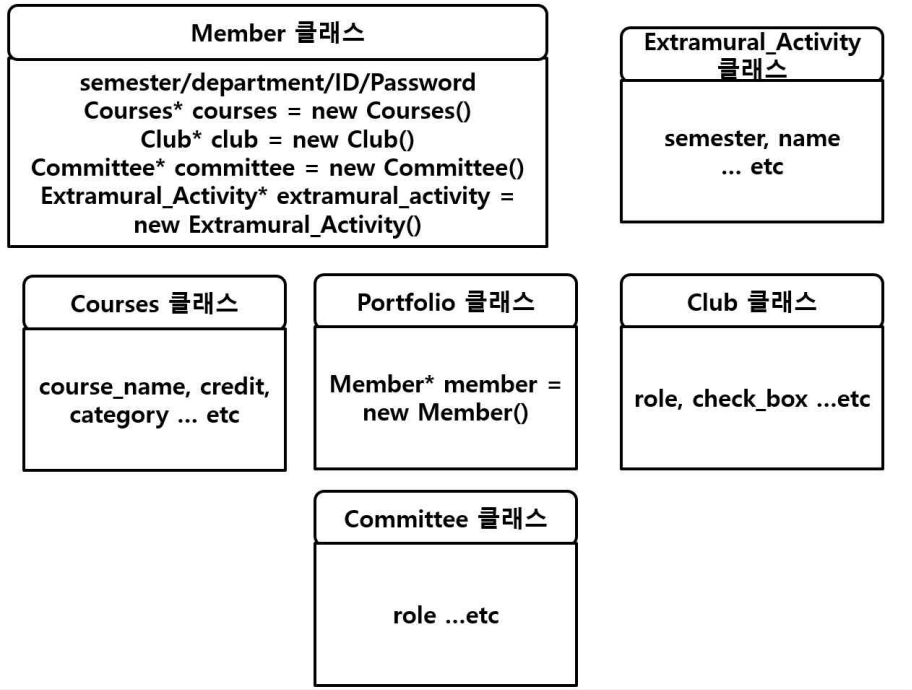 Member 클래스
semester/department/ID/Password
Courses* courses = new Courses()
Club* club = new Club()
Committee* committee = new Committee()
Extramural_Activity* extramural_activity =
new Extramural_Activity()
Extramural_Activity
클래스
semester, name
... etc
Courses 클래스
course_name, credit,
category ... etc
Portfolio 클래스
Member* member =
new Member()
Club 클래스
role, check_box ...etc
Committee 클래스
role ...etc